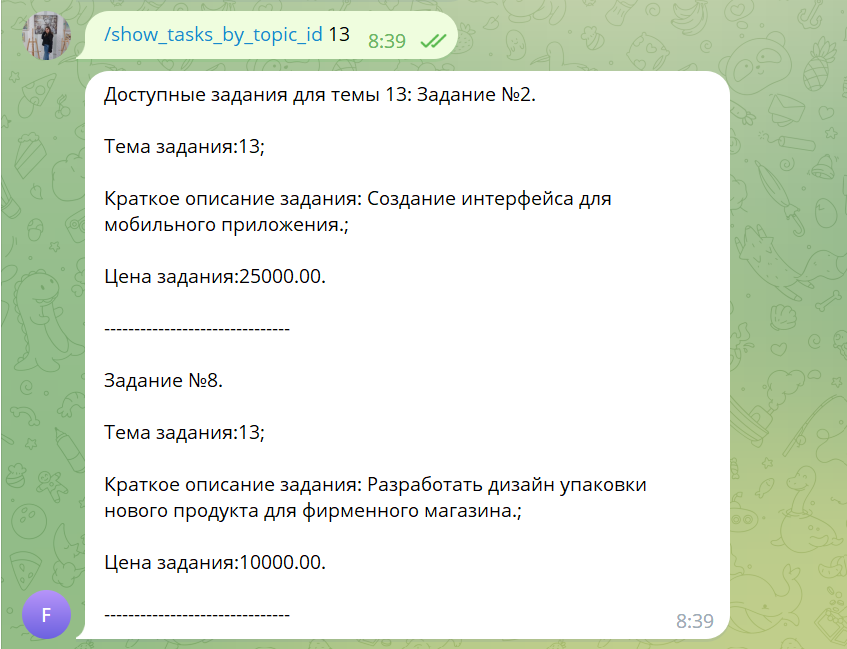 /show_tasks_by_topic_id 13 8:39
Доступные задания для темы 13: Задание №2.
Тема задания:13;
Краткое описание задания: Создание интерфейса для
мобильного приложения.;
Цена задания:25000.00.
-------------------------------
Задание №8.
Тема задания:13;
Краткое описание задания: Разработать дизайн упаковки
нового продукта для фирменного магазина.;
Цена задания:10000.00.
-------------------------------
F
8:39